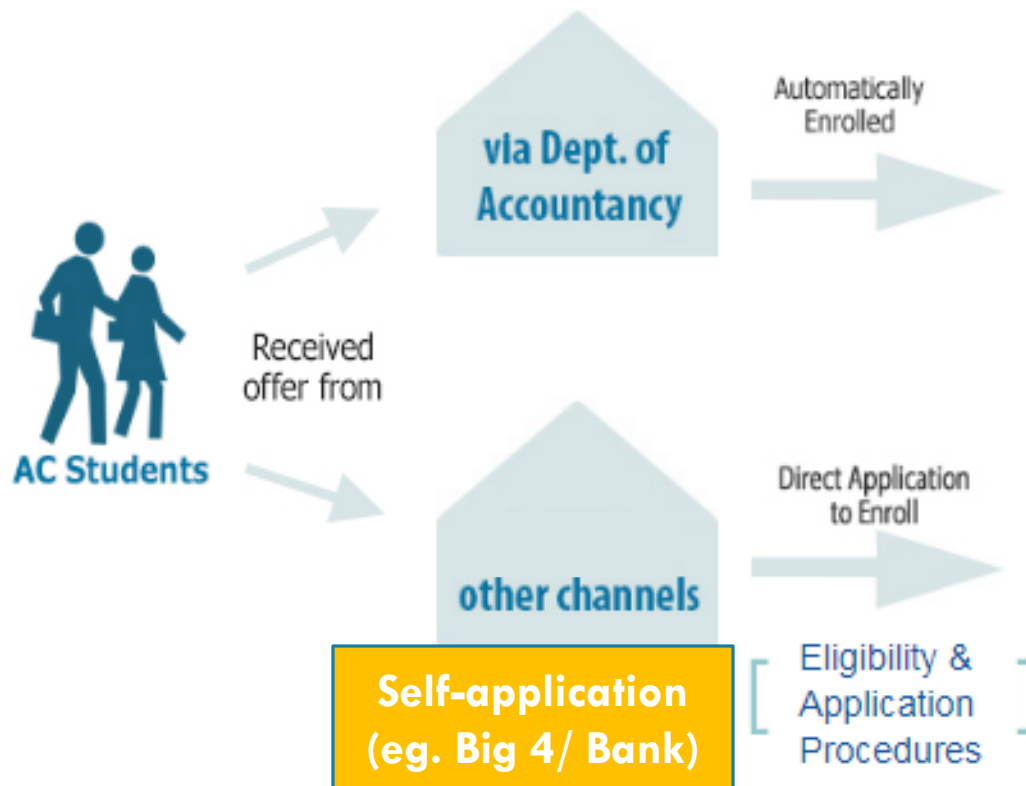 Automatically
Enrolled
via Dept. of
Accountancy
Received
offer from
AC Students
Direct Application
to Enroll
other channels
Self-application
(eg. Big 4/ Bank)
Eligibility &
Application
Procedures